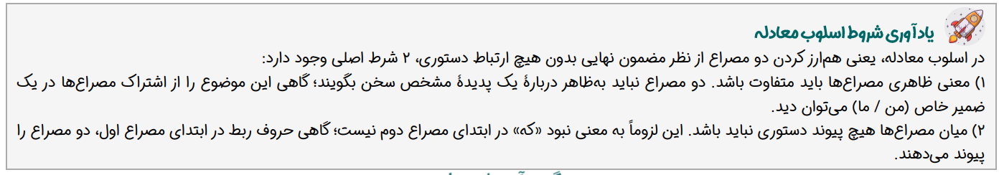 یادآوری شروط اسلوب معادله
در اسلوب معادله، یعنی هم‌ارز کردن دو مصراع از نظر مضمون نهایی بدون هیچ ارتباط دستوری، ۲ شرط اصلی وجود دارد:
۱) معنی ظاهری مصراع‌ها باید متفاوت باشد. دو مصراع نباید به‌ظاهر دربارهٔ یک پدیدهٔ مشخص سخن بگویند؛ گاهی این موضوع را از اشتراک مصراع‌ها در یک
ضمیر خاص (من / ما) می‌توان دید.
۲) میان مصراع‌ها هیچ پیوند دستوری نباید باشد. این لزوماً به معنی نبود «که» در ابتدای مصراع دوم نیست؛ گاهی حروف ربط در ابتدای مصراع اول، دو مصراع را
پیوند می‌دهند.